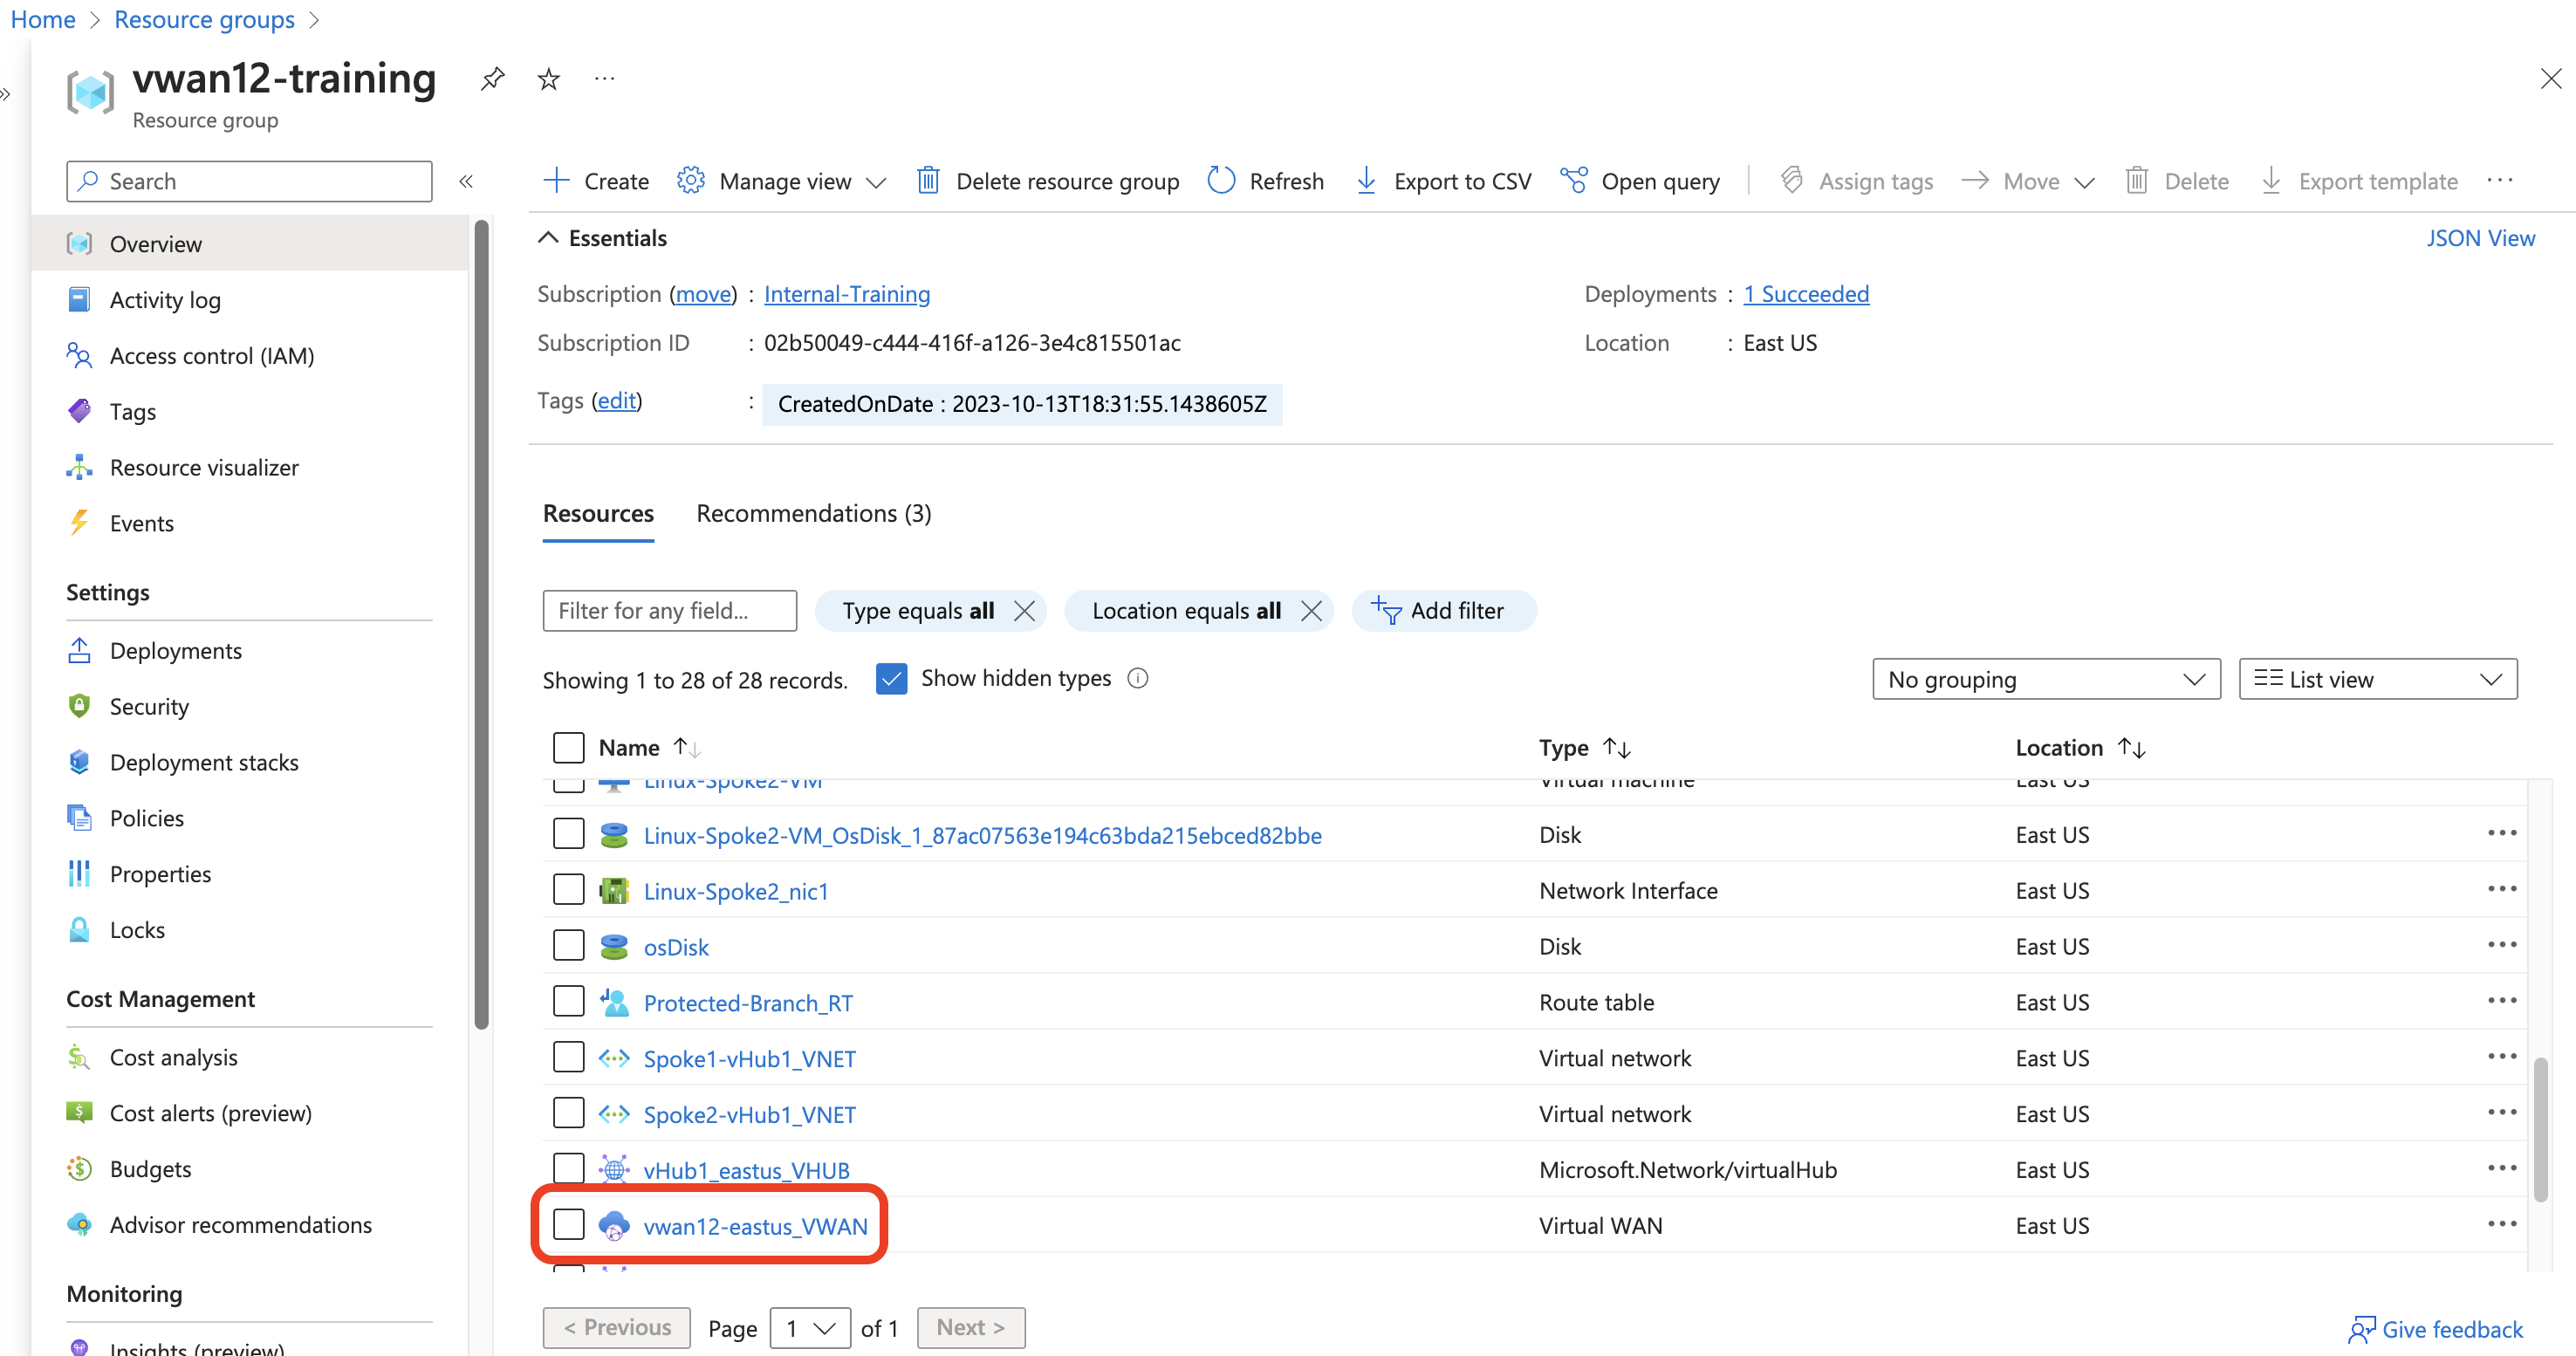 Home > Resource groups >
vwan12-training
Resource group
Search
Create
Manage view
Delete resource group
Refresh
Export to CSV
Open query
Assign tags
Move
Delete
Export template
Overview
Activity log
Access control (IAM)
Tags
Resource visualizer
Events
Settings
Deployments
Security
Deployment stacks
Policies
Properties
Locks
Cost Management
Cost analysis
Cost alerts (preview)
Budgets
Advisor recommendations
Monitoring
Insights (preview)
Essentials
JSON View
Subscription (move) : Internal-Training
Deployments : 1 Succeeded
Subscription ID : 02b50049-c444-416f-a126-3e4c815501ac
Location : East US
Tags (edit) : CreatedOnDate : 2023-10-13T18:31:55.1438605Z
Resources
Recommendations (3)
Filter for any field...
Type equals all
Location equals all
Add filter
Showing 1 to 28 of 28 records.
Show hidden types
No grouping
List view
Name Type Location
Linux-Spoke2-VM Virtual machine East US
Linux-Spoke2-VM_OsDisk_1_87ac07563e194c63bda215ebced82bbe Disk East US
Linux-Spoke2_nic1 Network Interface East US
osDisk Disk East US
Protected-Branch_RT Route table East US
Spoke1-vHub1_VNET Virtual network East US
Spoke2-vHub1_VNET Virtual network East US
vHub1_eastus_VHUB Microsoft.Network/virtualHub East US
vwan12-eastus_VWAN Virtual WAN East US
< Previous Page 1 of 1 Next >
Give feedback